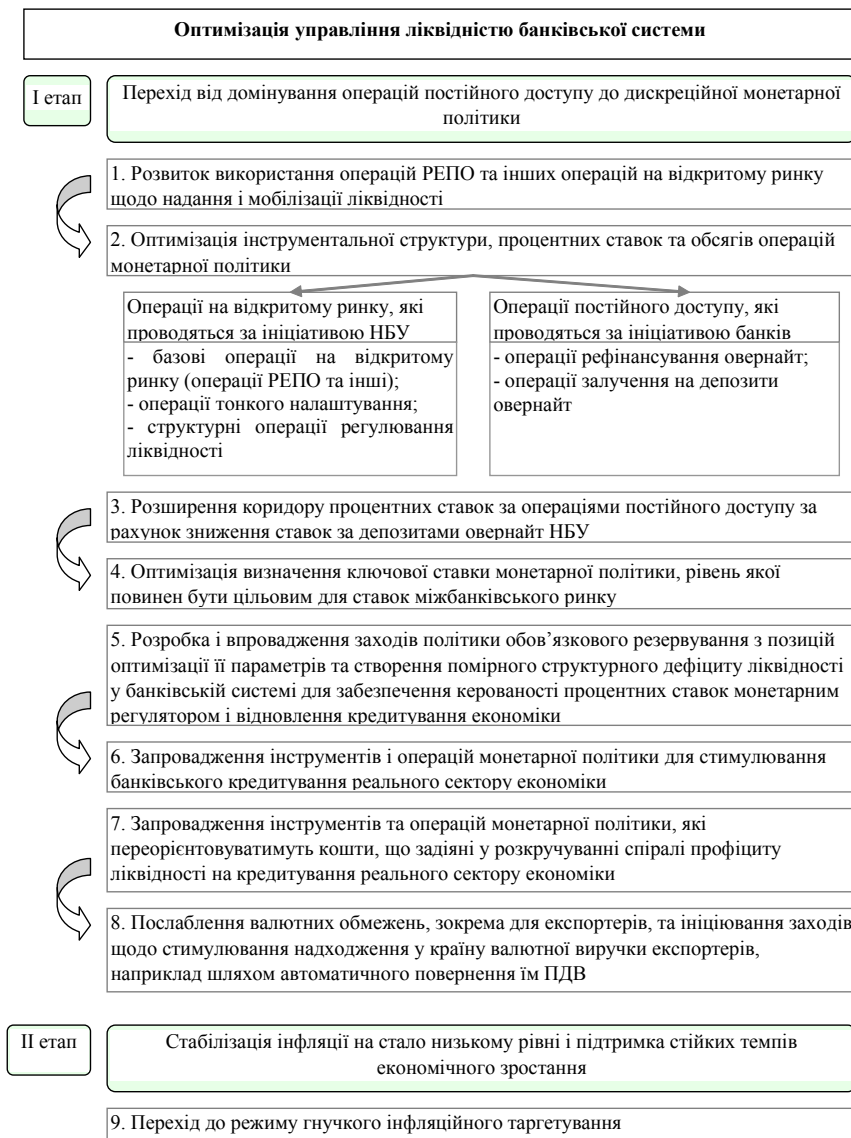 Оптимізація управління ліквідністю банківської системи
І етап
Перехід від домінування операцій постійного доступу до дискреційної монетарної
політики
1. Розвиток використання операцій РЕПО та інших операцій на відкритому ринку
щодо надання і мобілізації ліквідності
2. Оптимізація інструментальної структури, процентних ставок та обсягів операцій
монетарної політики
Операції на відкритому ринку, які
проводяться за ініціативою НБУ
- базові операції на відкритому
ринку (операції РЕПО та інші);
- операції тонкого налаштування;
- структурні операції регулювання
ліквідності
Операції постійного доступу, які
проводяться за ініціативою банків
- операції рефінансування овернайт;
- операції залучення на депозити
овернайт
3. Розширення коридору процентних ставок за операціями постійного доступу за
рахунок зниження ставок за депозитами овернайт НБУ
4. Оптимізація визначення ключової ставки монетарної політики, рівень якої
повинен бути цільовим для ставок міжбанківського ринку
5. Розробка і впровадження заходів політики обов’язкового резервування з позицій
оптимізації її параметрів та створення помірного структурного дефіциту ліквідності
у банківській системі для забезпечення керованості процентних ставок монетарним
регулятором і відновлення кредитування економіки
6. Запровадження інструментів і операцій монетарної політики для стимулювання
банківського кредитування реального сектору економіки
7. Запровадження інструментів та операцій монетарної політики, які
переорієнтовуватимуть кошти, що задіяні у розкручуванні спіралі профіциту
ліквідності на кредитування реального сектору економіки
8. Послаблення валютних обмежень, зокрема для експортерів, та ініціювання заходів
щодо стимулювання надходження у країну валютної виручки експортерів,
наприклад шляхом автоматичного повернення їм ПДВ
ІІ етап
Стабілізація інфляції на стало низькому рівні і підтримка стійких темпів
економічного зростання
9. Перехід до режиму гнучкого інфляційного таргетування